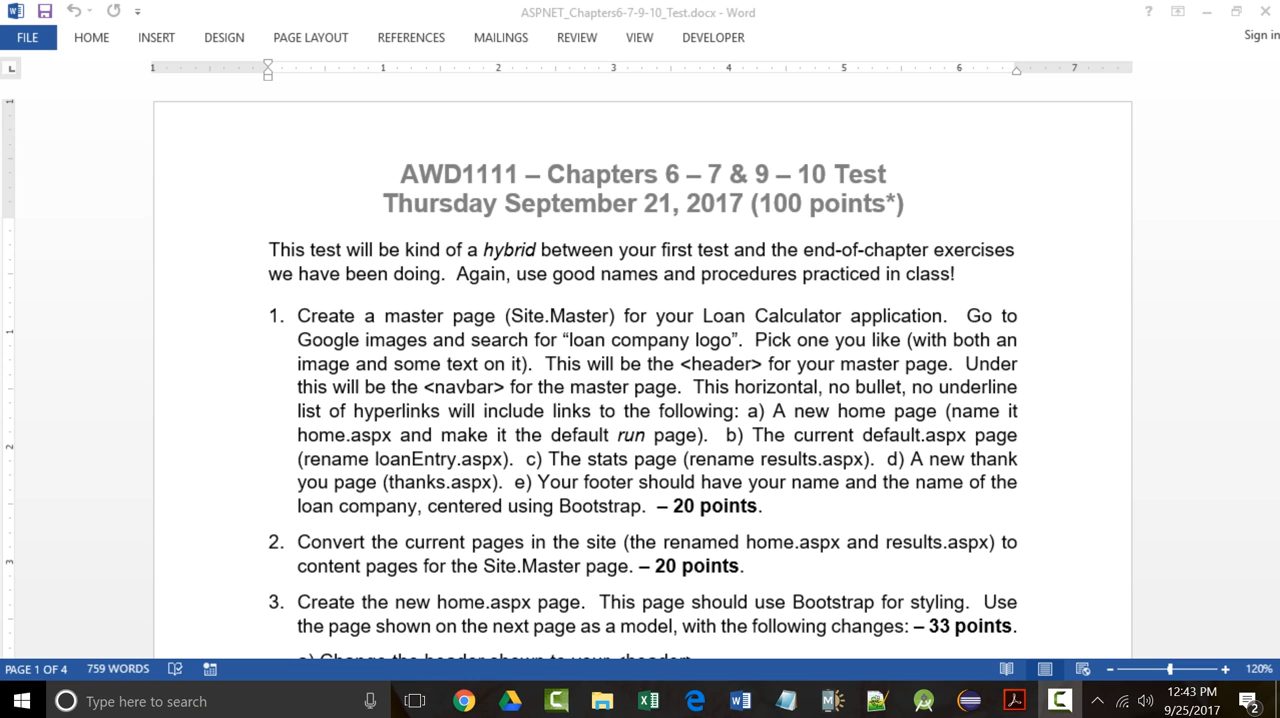 ASPNET_Chapters6-7-9-10_Test.docx - Word
FILE HOME INSERT DESIGN PAGE LAYOUT REFERENCES MAILINGS REVIEW VIEW DEVELOPER Sign in
1 1 2 3 4 5 6 7
AWD1111 – Chapters 6 – 7 & 9 – 10 Test
Thursday September 21, 2017 (100 points*)
This test will be kind of a hybrid between your first test and the end-of-chapter exercises
we have been doing.  Again, use good names and procedures practiced in class!
1. Create a master page (Site.Master) for your Loan Calculator application.  Go to
Google images and search for “loan company logo”.  Pick one you like (with both an
image and some text on it).  This will be the <header> for your master page.  Under
this will be the <navbar> for the master page.  This horizontal, no bullet, no underline
list of hyperlinks will include links to the following: a) A new home page (name it
home.aspx and make it the default run page).  b) The current default.aspx page
(rename loanEntry.aspx).  c) The stats page (rename results.aspx).  d) A new thank
you page (thanks.aspx).  e) Your footer should have your name and the name of the
loan company, centered using Bootstrap.  – 20 points.
2. Convert the current pages in the site (the renamed home.aspx and results.aspx) to
content pages for the Site.Master page. – 20 points.
3. Create the new home.aspx page.  This page should use Bootstrap for styling.  Use
the page shown on the next page as a model, with the following changes: – 33 points.
a) Change the header shown to your <header>
PAGE 1 OF 4 759 WORDS 120%
Type here to search
12:43 PM
9/25/2017
2